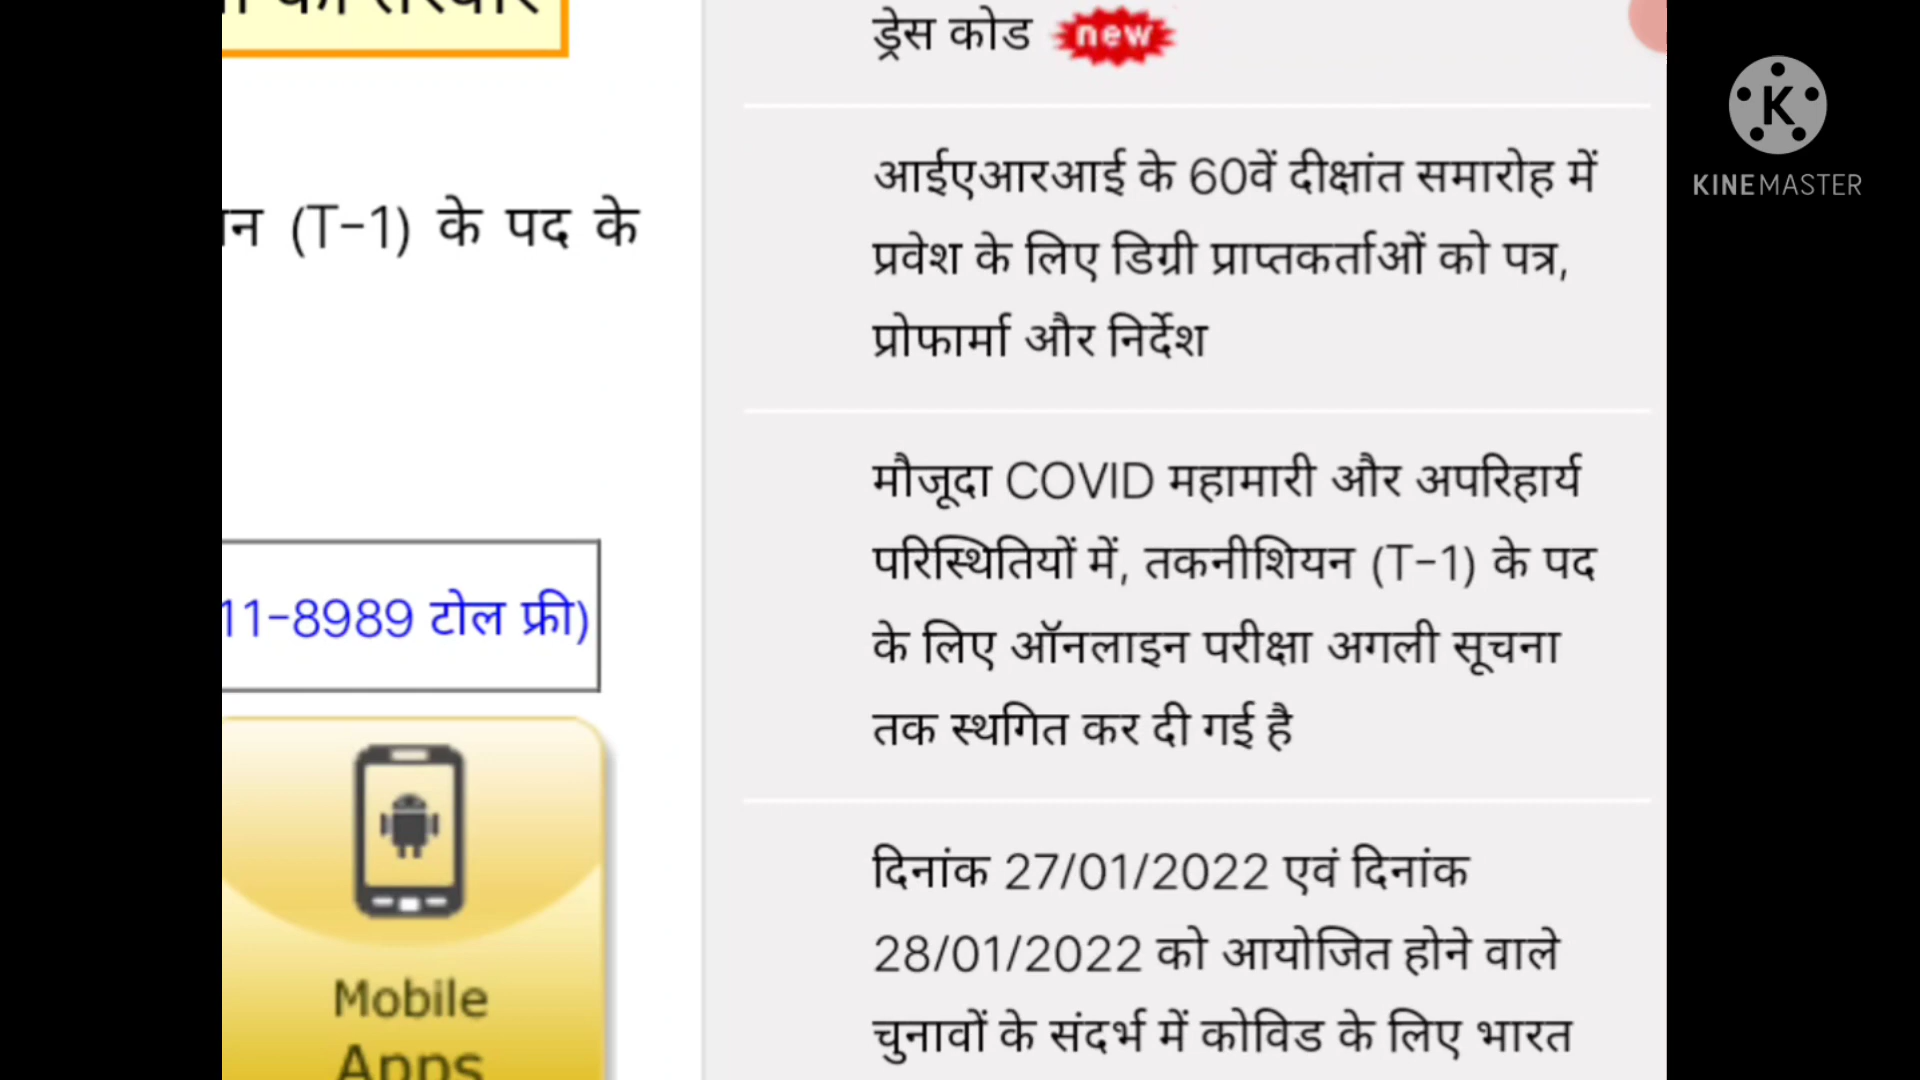 ड्रेस कोड new
आईएआरआई के 60वें दीक्षांत समारोह में
प्रवेश के लिए डिग्री प्राप्तकर्ताओं को पत्र,
प्रोफार्मा और निर्देश
मौजूदा COVID महामारी और अपरिहार्य
परिस्थितियों में, तकनीशियन (T-1) के पद
के लिए ऑनलाइन परीक्षा अगली सूचना
तक स्थगित कर दी गई है
दिनांक 27/01/2022 एवं दिनांक
28/01/2022 को आयोजित होने वाले
चुनावों के संदर्भ में कोविड के लिए भारत
(T-1) के पद के
11-8989 टोल फ्री)
Mobile
Apps
K
KINEMASTER